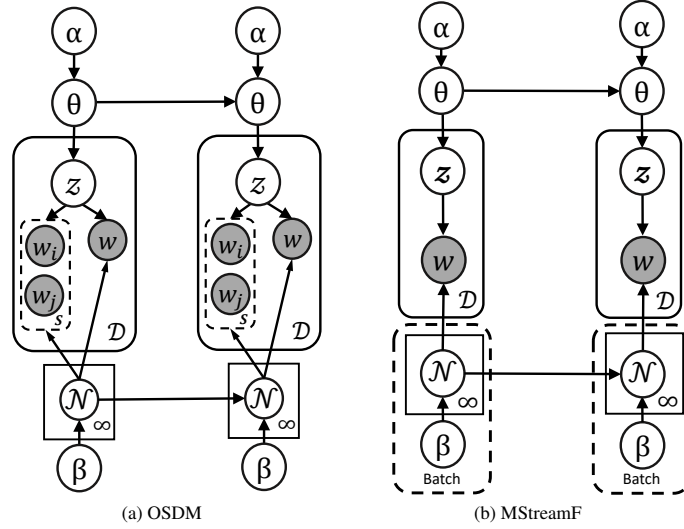 α α α α
θ θ θ θ
z z z z
w_i w w_i w w w
w_j w_j
s s
𝒟 𝒟 𝒟 𝒟
𝒩 𝒩 𝒩 𝒩
∞ ∞ ∞ ∞
β β β β
Batch Batch
(a) OSDM (b) MStreamF